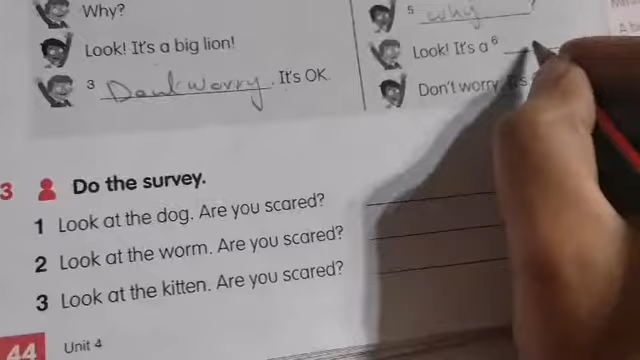 Why?
Look! It's a big lion!
3 Dont worry. It's OK.
5 why ?
Look! It's a 6
Don't worry.
3 Do the survey.
1 Look at the dog. Are you scared?
2 Look at the worm. Are you scared?
3 Look at the kitten. Are you scared?
44 Unit 4